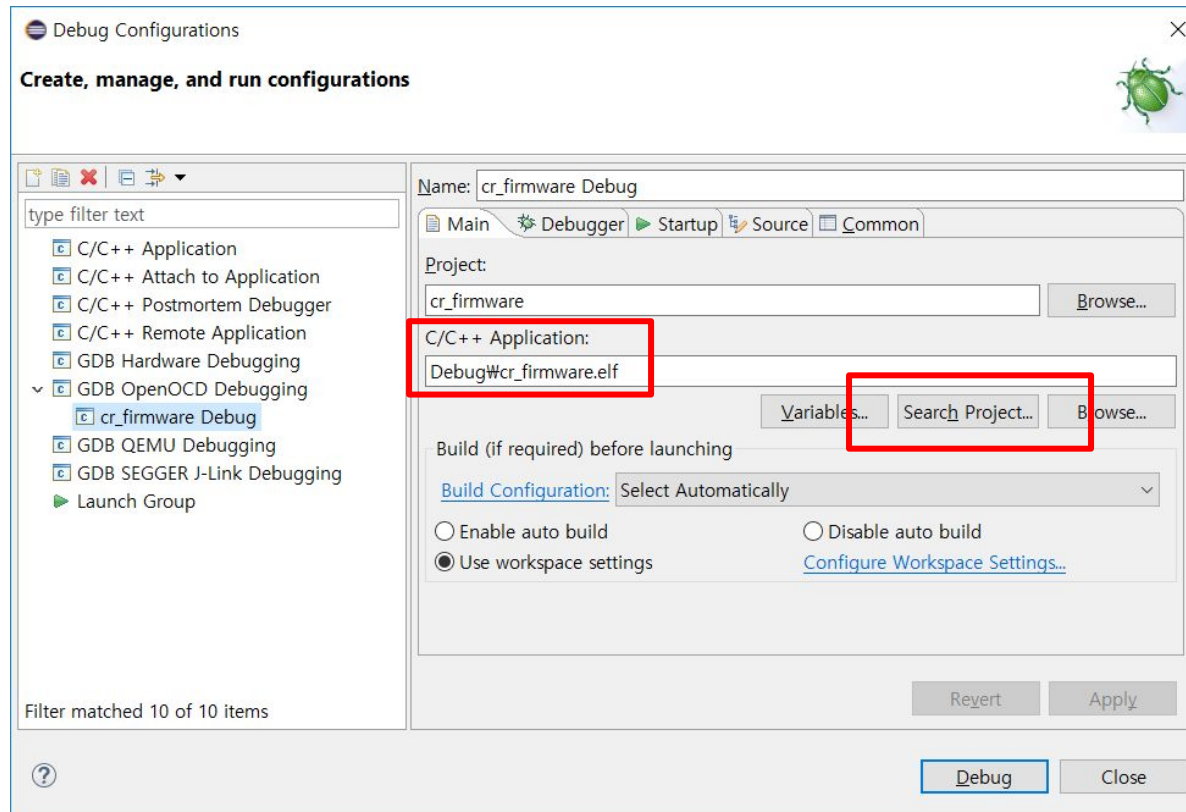 Debug Configurations
Create, manage, and run configurations
type filter text
C/C++ Application
C/C++ Attach to Application
C/C++ Postmortem Debugger
C/C++ Remote Application
GDB Hardware Debugging
GDB OpenOCD Debugging
cr_firmware Debug
GDB QEMU Debugging
GDB SEGGER J-Link Debugging
Launch Group
Filter matched 10 of 10 items
Name: cr_firmware Debug
Main Debugger Startup Source Common
Project:
cr_firmware Browse...
C/C++ Application:
Debug₩cr_firmware.elf
Variables... Search Project... Browse...
Build (if required) before launching
Build Configuration: Select Automatically
Enable auto build Disable auto build
Use workspace settings Configure Workspace Settings...
Revert Apply
? Debug Close